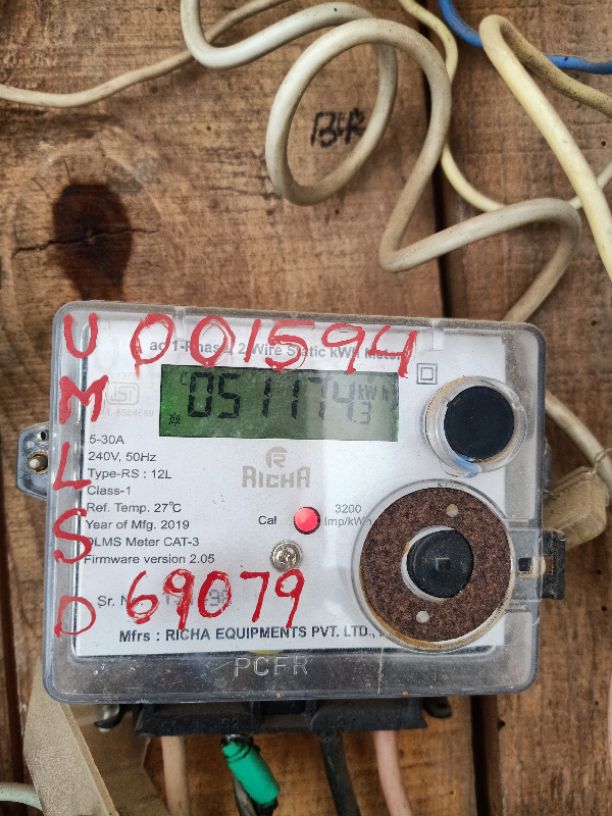 BLR
U 001594
ac 1-Phase, 2 Wire Static kWh Meter
051174.3 kWh
M
5-30A
240V, 50Hz
Type-RS : 12L
L
Class-1
RICHA
Ref. Temp. 27°C
Year of Mfg. 2019
Cal
3200
Imp/kWh
S
DLMS Meter CAT-3
Firmware version 2.05
D 69079
Sr. N
Mfrs : RICHA EQUIPMENTS PVT. LTD.,
PCFR